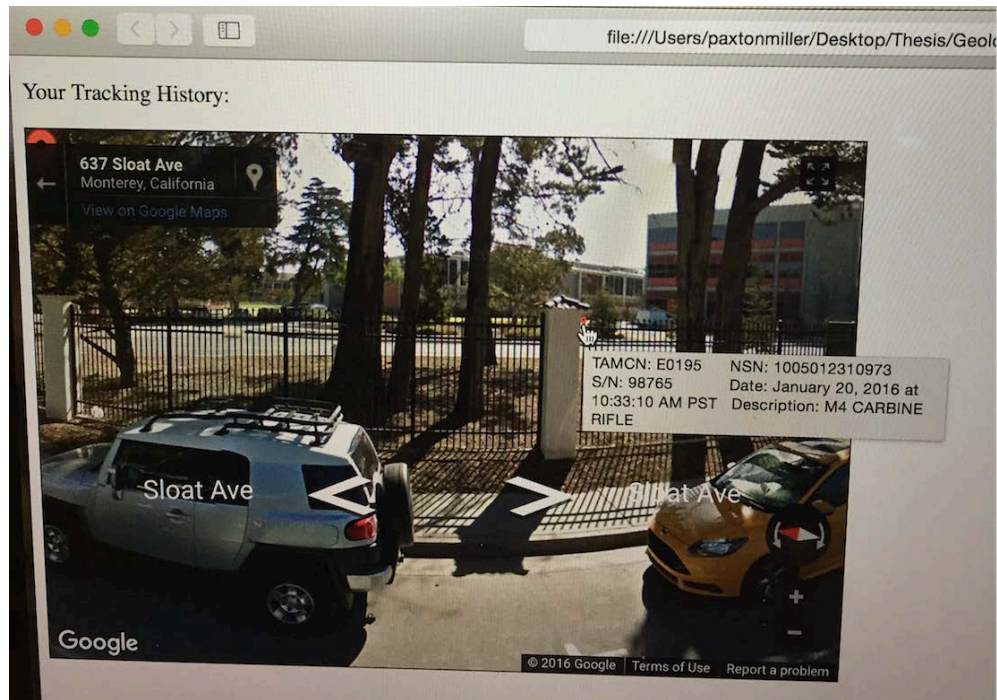 file:///Users/paxtonmiller/Desktop/Thesis/Geolo
Your Tracking History:
637 Sloat Ave
Monterey, California
View on Google Maps
TAMCN: E0195 NSN: 1005012310973
S/N: 98765 Date: January 20, 2016 at
10:33:10 AM PST Description: M4 CARBINE
RIFLE
Sloat Ave
Sloat Ave
Google
© 2016 Google Terms of Use Report a problem